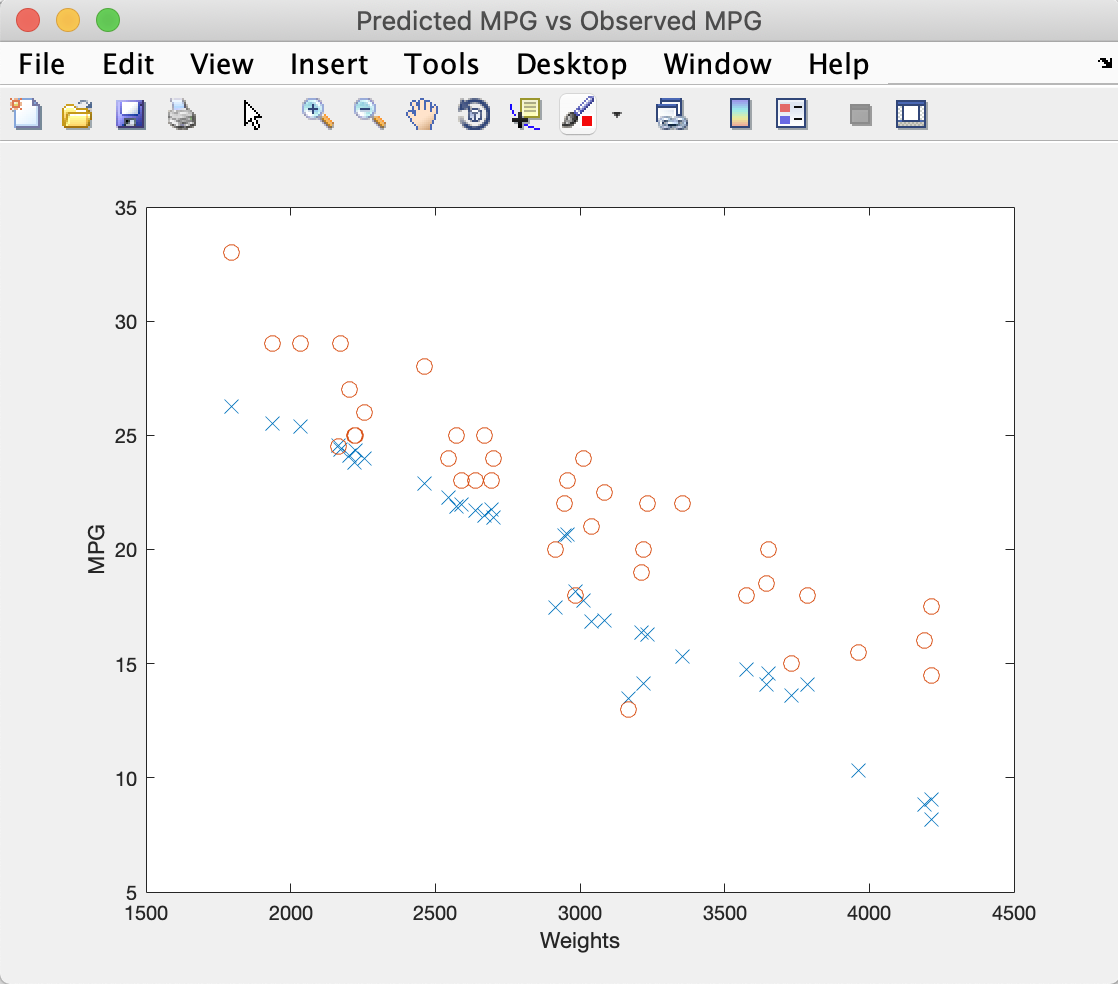 Predicted MPG vs Observed MPG
File Edit View Insert Tools Desktop Window Help
35
30
25
20
15
10
5
MPG
1500 2000 2500 3000 3500 4000 4500
Weights